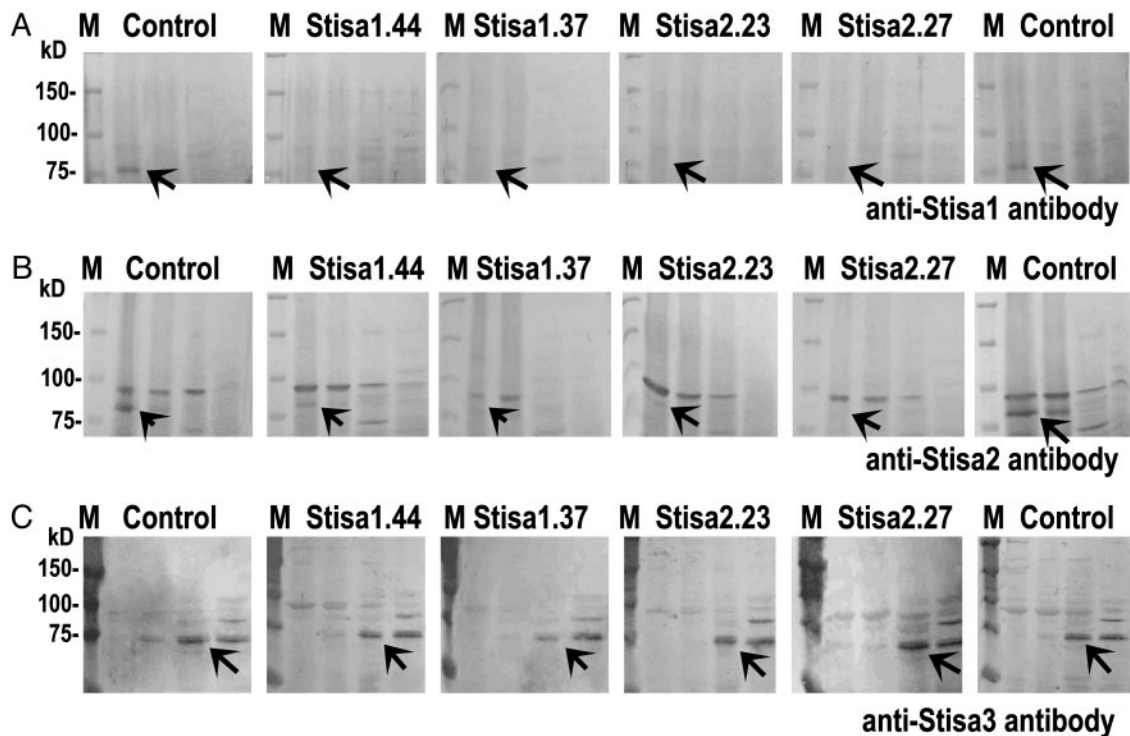 A M Control M Stisa1.44 M Stisa1.37 M Stisa2.23 M Stisa2.27 M Control
kD
150-
100-
75-
anti-Stisa1 antibody
B M Control M Stisa1.44 M Stisa1.37 M Stisa2.23 M Stisa2.27 M Control
kD
150-
100-
75-
anti-Stisa2 antibody
C M Control M Stisa1.44 M Stisa1.37 M Stisa2.23 M Stisa2.27 M Control
kD
150-
100-
75-
anti-Stisa3 antibody